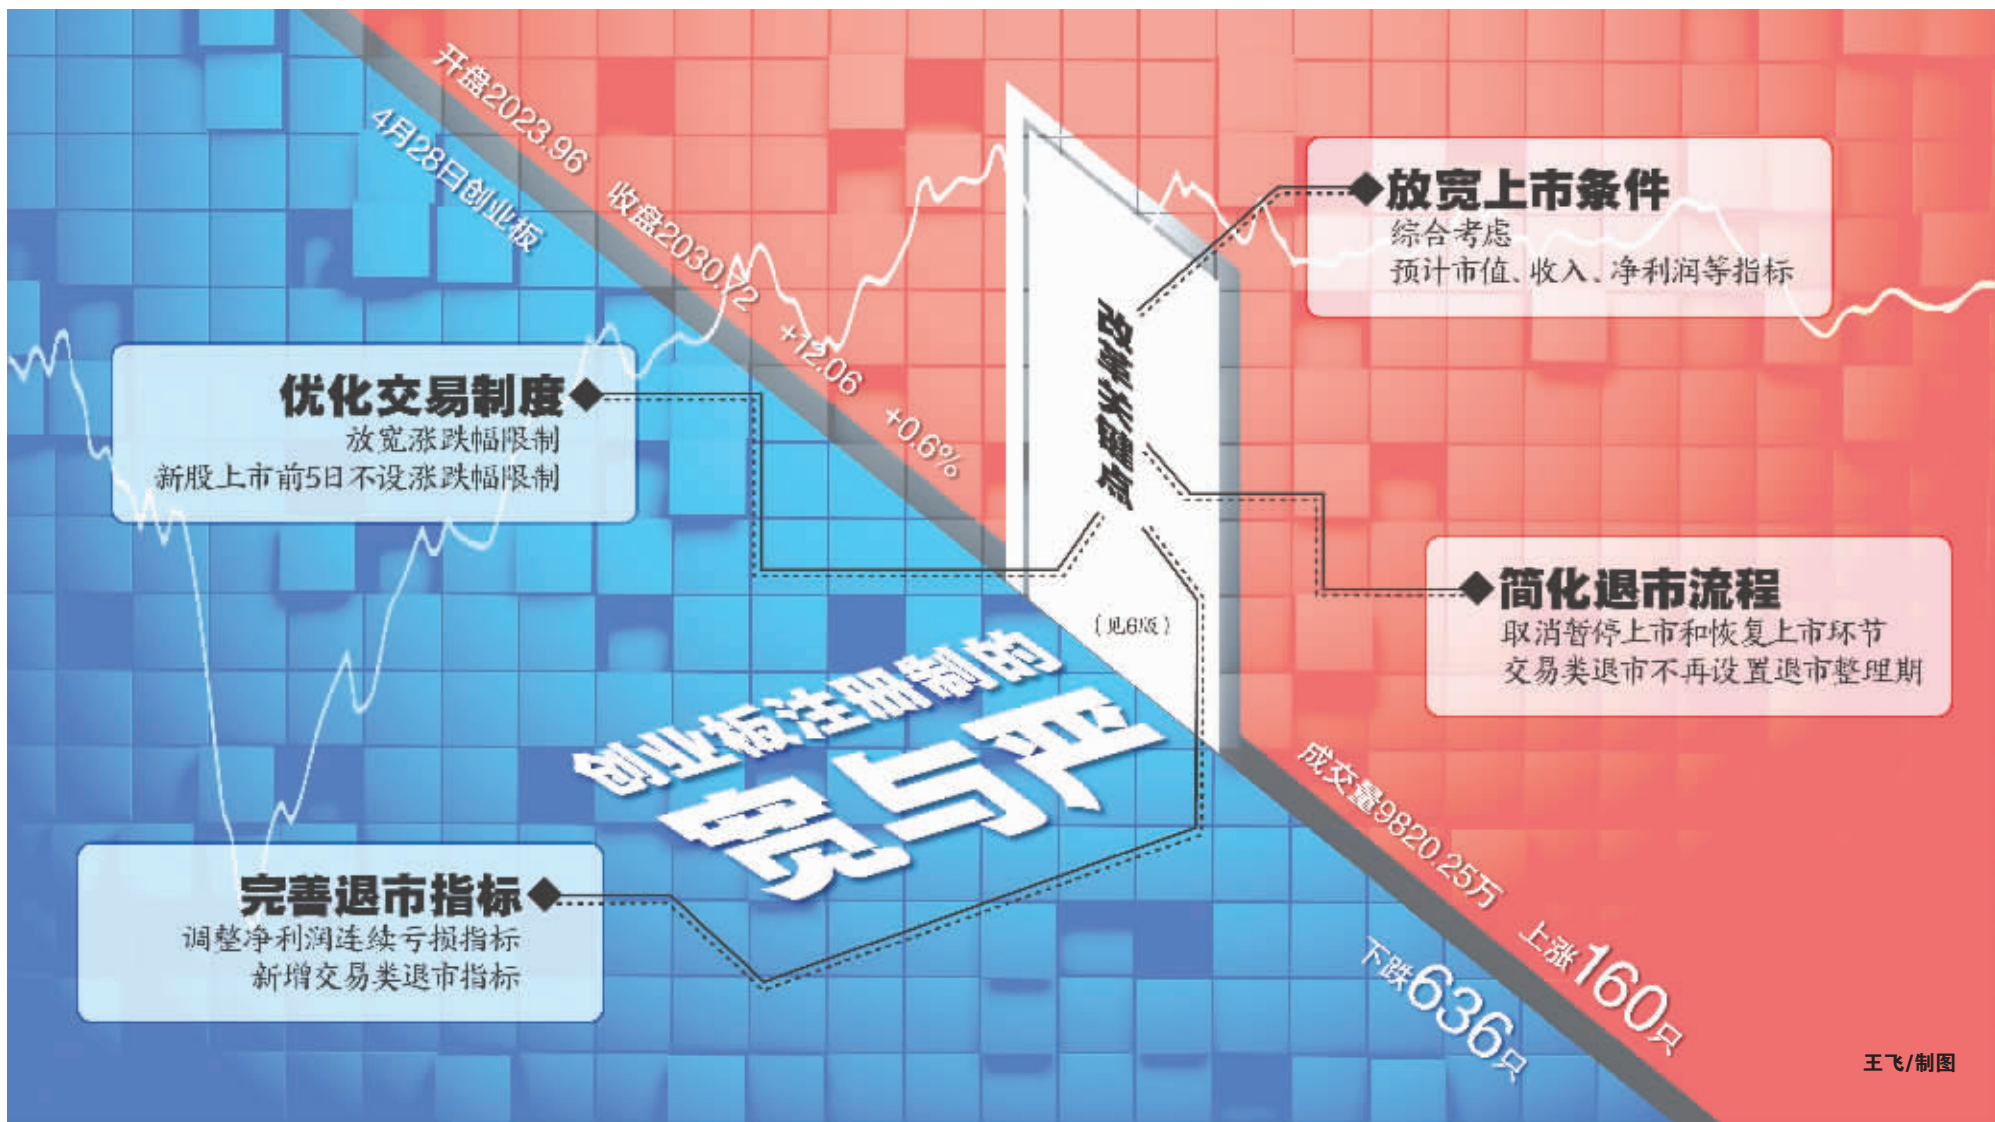 4月28日创业板
开盘2023.96 收盘2030.72 +12.06 +0.6%
改革关键点
(见6版)
放宽上市条件
综合考虑
预计市值、收入、净利润等指标
优化交易制度
放宽涨跌幅限制
新股上市前5日不设涨跌幅限制
简化退市流程
取消暂停上市和恢复上市环节
交易类退市不再设置退市整理期
创业板注册制的
宽与严
完善退市指标
调整净利润连续亏损指标
新增交易类退市指标
成交量9820.25万 上涨160只
下跌636只
王飞/制图